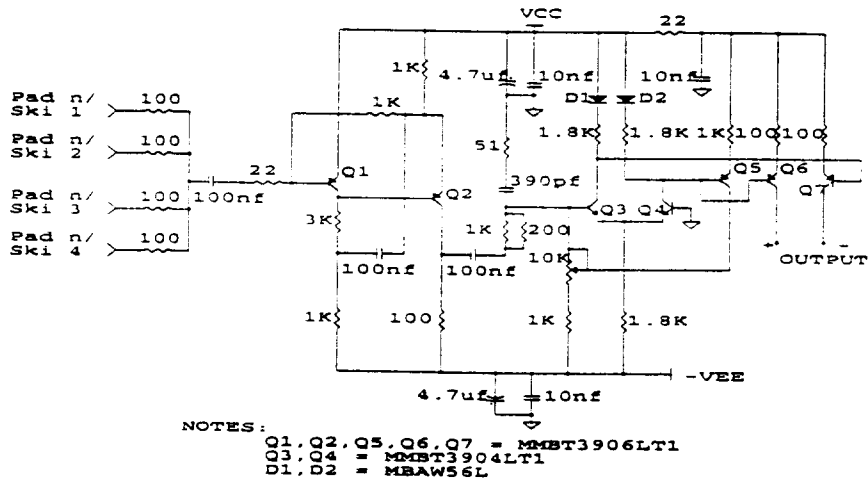 VCC
22
1K
4.7uf
10nf
10nf
D1
D2
Pad n/
Ski 1
100
1K
1.8K
1.8K
1K
100
100
Pad n/
Ski 2
100
51
22
Q1
Q5
Q6
Q7
100nf
Q2
390pf
Q3
Q4
Pad n/
Ski 3
100
3K
1K
200
Pad n/
Ski 4
100
100nf
100nf
10K
+ OUTPUT -
1K
100
1K
1.8K
-VEE
4.7uf
10nf
NOTES:
Q1,Q2,Q5,Q6,Q7 = MMBT3906LT1
Q3,Q4 = MMBT3904LT1
D1,D2 = MBAW56L